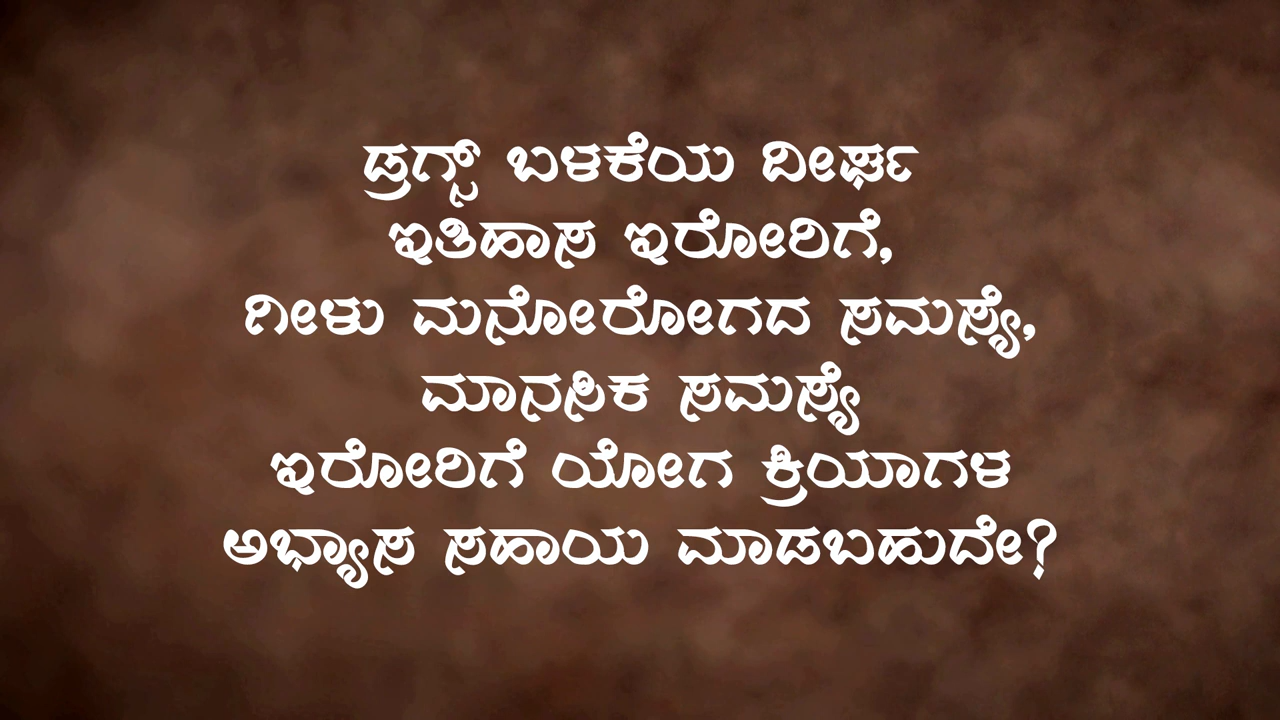 ಡ್ರಗ್ಸ್ ಬಳಕೆಯ ದೀರ್ಘ
ಇತಿಹಾಸ ಇರೋರಿಗೆ,
ಗೀಳು ಮನೋರೋಗದ ಸಮಸ್ಯೆ,
ಮಾನಸಿಕ ಸಮಸ್ಯೆ
ಇರೋರಿಗೆ ಯೋಗ ಕ್ರಿಯಾಗಳ
ಅಭ್ಯಾಸ ಸಹಾಯ ಮಾಡಬಹುದೇ?